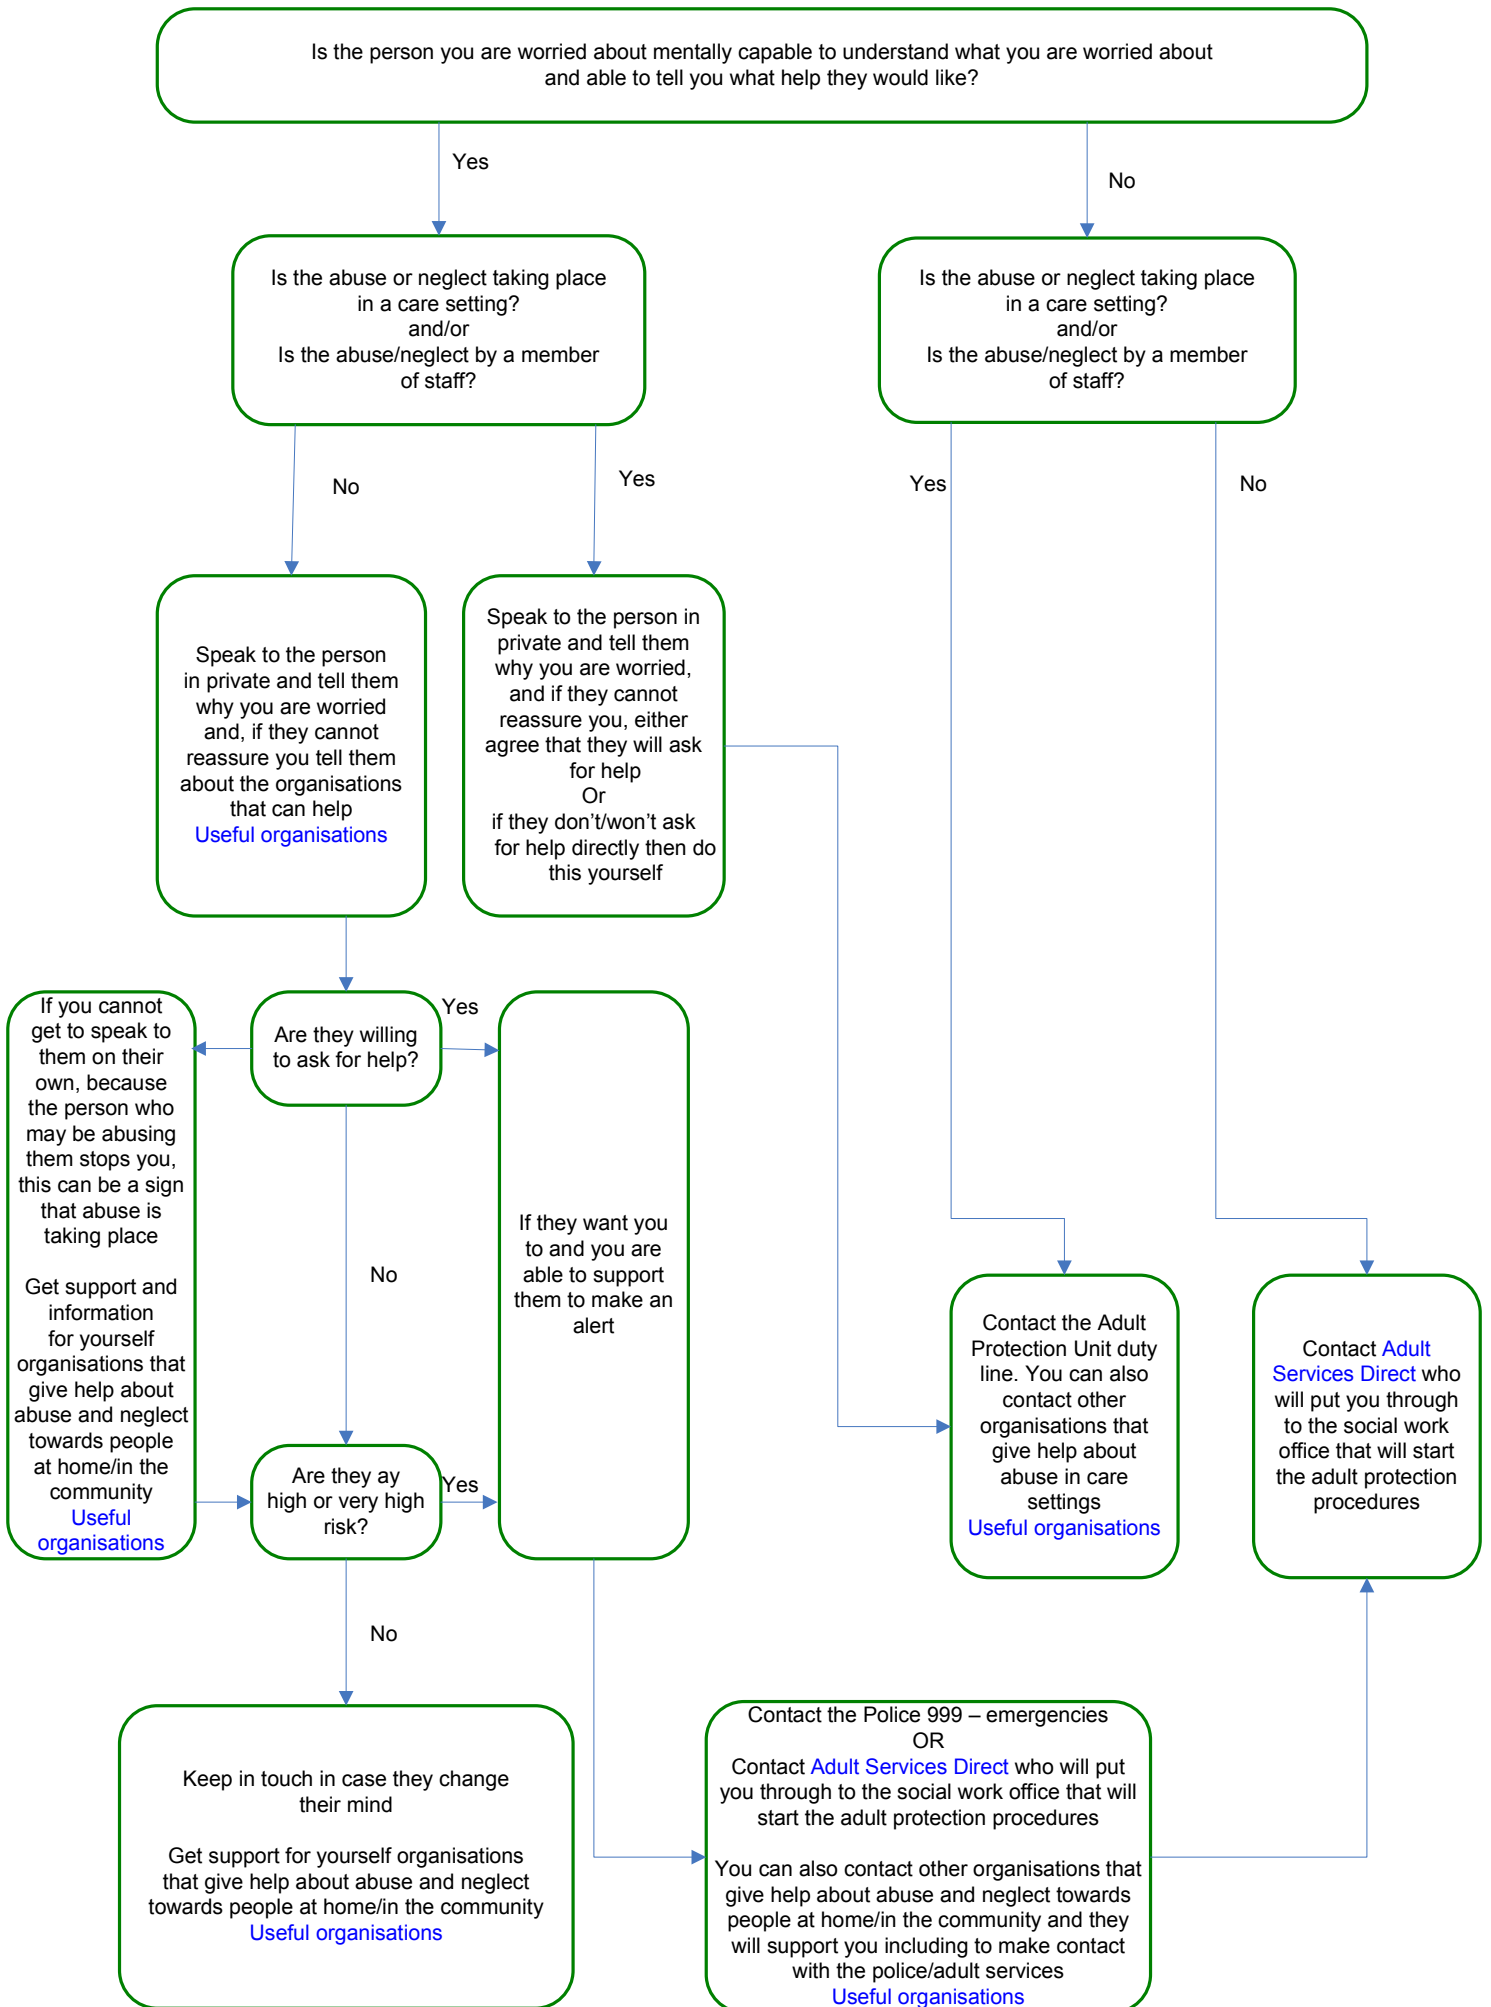 Is the person you are worried about mentally capable to understand what you are worried about
and able to tell you what help they would like?
Yes
No
Is the abuse or neglect taking place
in a care setting?
and/or
Is the abuse/neglect by a member
of staff?
Is the abuse or neglect taking place
in a care setting?
and/or
Is the abuse/neglect by a member
of staff?
No
Yes
Yes
No
Speak to the person
in private and tell them
why you are worried
and, if they cannot
reassure you tell them
about the organisations
that can help
Useful organisations
Speak to the person in
private and tell them
why you are worried,
and if they cannot
reassure you, either
agree that they will ask
for help
Or
if they don’t/won’t ask
for help directly then do
this yourself
If you cannot
get to speak to
them on their
own, because
the person who
may be abusing
them stops you,
this can be a sign
that abuse is
taking place
Get support and
information
for yourself
organisations that
give help about
abuse and neglect
towards people
at home/in the
community
Useful
organisations
Are they willing
to ask for help?
Yes
No
If they want you
to and you are
able to support
them to make an
alert
Are they ay
high or very high
risk?
Yes
No
Contact the Adult
Protection Unit duty
line. You can also
contact other
organisations that
give help about
abuse in care
settings
Useful organisations
Contact Adult
Services Direct who
will put you through
to the social work
office that will start
the adult protection
procedures
Keep in touch in case they change
their mind
Get support for yourself organisations
that give help about abuse and neglect
towards people at home/in the community
Useful organisations
Contact the Police 999 – emergencies
OR
Contact Adult Services Direct who will put
you through to the social work office that will
start the adult protection procedures
You can also contact other organisations that
give help about abuse and neglect towards
people at home/in the community and they
will support you including to make contact
with the police/adult services
Useful organisations